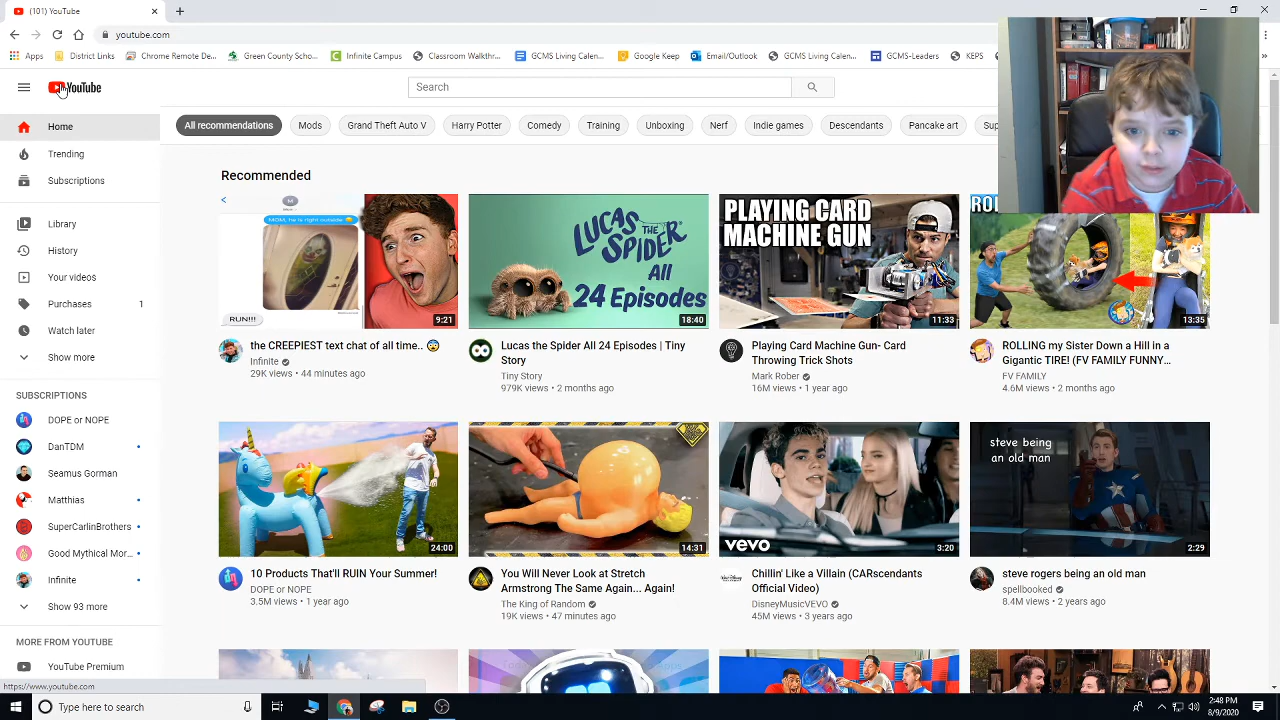 (101) YouTube
youtube.com
Apps
District Links
Chrome Remote De...
Green County Scho...
Infinite C
Classroom Walkthr...
GCMS Living Calen...
Google Keep
Email/Outlook
GCMS Living Calen...
GCMS-Leaders
KEPS
YouTube
Search
Home
Trending
Subscriptions
Library
History
Your videos
Purchases 1
Watch later
Show more
SUBSCRIPTIONS
DOPE or NOPE
DanTDM
Seamus Gorman
Matthias
SuperCarlinBrothers
Good Mythical Mor...
Infinite
Show 93 more
MORE FROM YOUTUBE
YouTube Premium
https://www.youtube.com
All recommendations Mods Grand Theft Auto V Harry Potter Comedy Training Unboxing Nerf Indie games Descendants Pancake art
Recommended
M
MOM, he is right outside
RUN!!!
9:21
the CREEPIEST text chat of all time..
Infinite
29K views • 44 minutes ago
LUCAS
THE
SPIDER
All
24 Episodes
18:40
Lucas the Spider All 24 Episodes | Tiny
Story
Tiny Story
979K views • 2 months ago
PLAYING CARD
MACHINE GUN
11:33
Playing Card Machine Gun- Card
Throwing Trick Shots
Mark Rober
16M views • 1 year ago
13:35
ROLLING my Sister Down a Hill in a
Gigantic TIRE! (FV FAMILY FUNNY...
FV FAMILY
4.6M views • 2 months ago
24:00
10 Products That'll RUIN Your Summer!
DOPE or NOPE
3.5M views • 1 year ago
14:31
You Will Never Look at Stretch
Armstrong The Same Again... Again!
The King of Random
19K views • 47 minutes ago
vevo
3:20
Chillin' Like a Villain (CARscendants
Official Video)
DisneyMusicVEVO
45M views • 3 years ago
steve being
an old man
2:29
steve rogers being an old man
spellbooked
8.4M views • 2 years ago
Type here to search
2:48 PM
8/9/2020